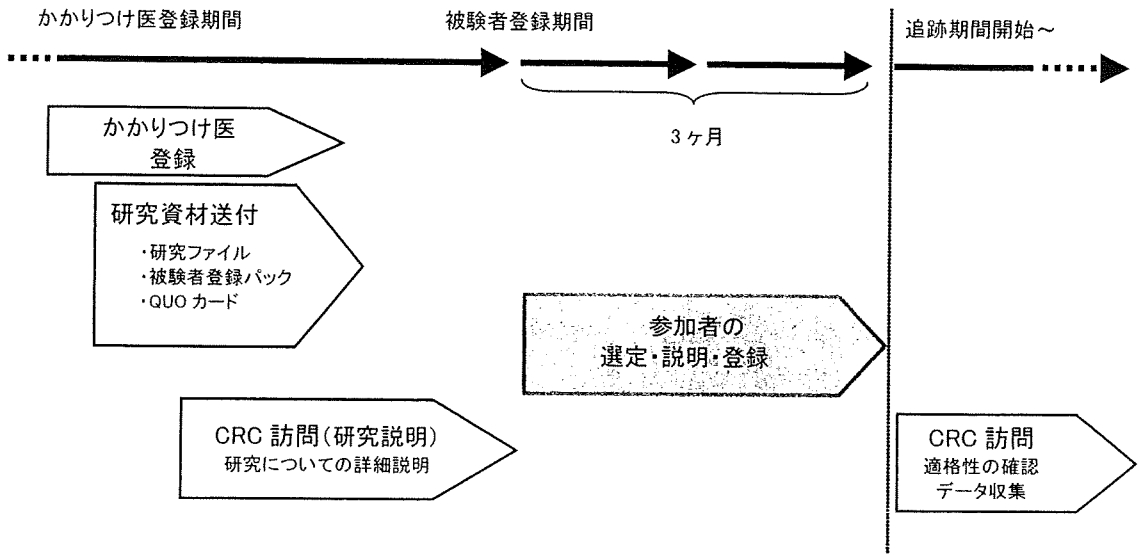 かかりつけ医登録期間
被験者登録期間
追跡期間開始～
3ヶ月
かかりつけ医
登録
研究資材送付
・研究ファイル
・被験者登録パック
・QUO カード
参加者の
選定・説明・登録
CRC 訪問（研究説明）
研究についての詳細説明
CRC 訪問
適格性の確認
データ収集